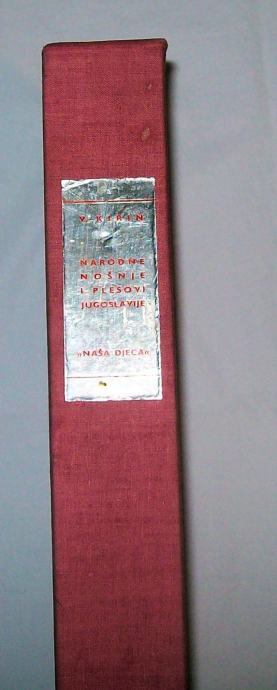 V. KIRIN
NARODNE
NOŠNJE
I PLESOVI
JUGOSLAVIJE
»NAŠA DJECA«